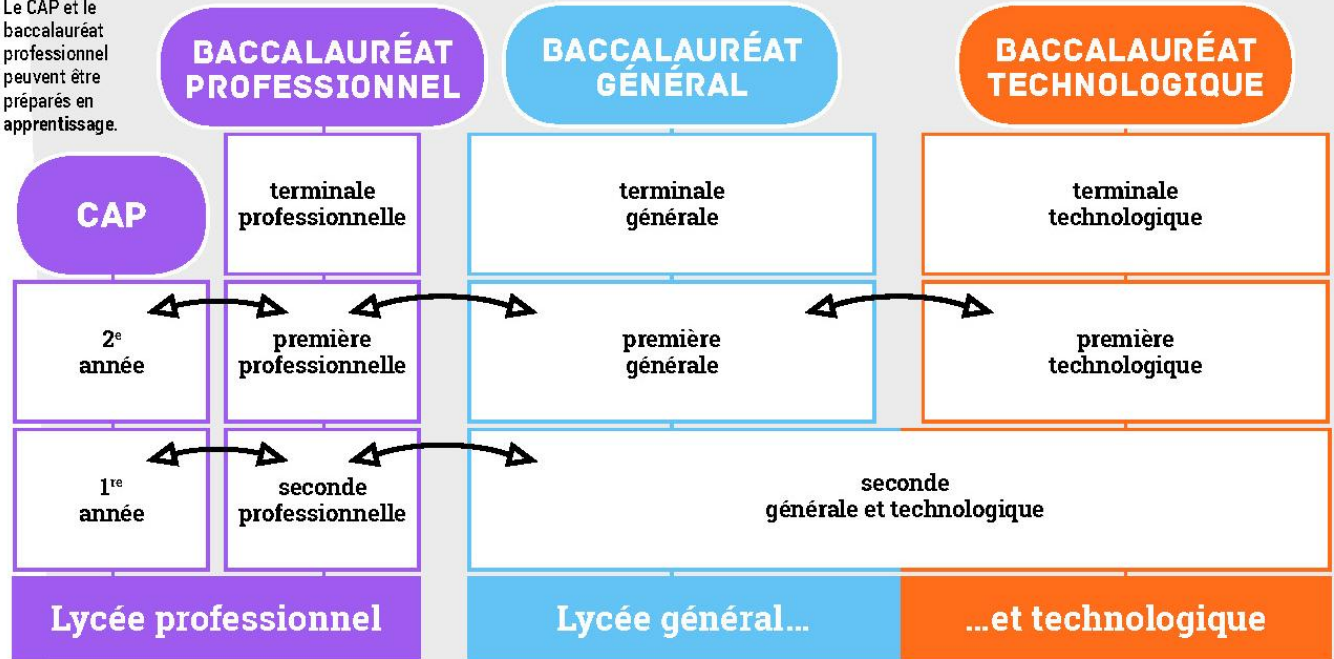 Le CAP et le
baccalauréat
professionnel
peuvent être
préparés en
apprentissage.
BACCALAURÉAT
PROFESSIONNEL
BACCALAURÉAT
GÉNÉRAL
BACCALAURÉAT
TECHNOLOGIQUE
CAP
terminale
professionnelle
terminale
générale
terminale
technologique
2e
année
première
professionnelle
première
générale
première
technologique
1re
année
seconde
professionnelle
seconde
générale et technologique
Lycée professionnel
Lycée général...
...et technologique